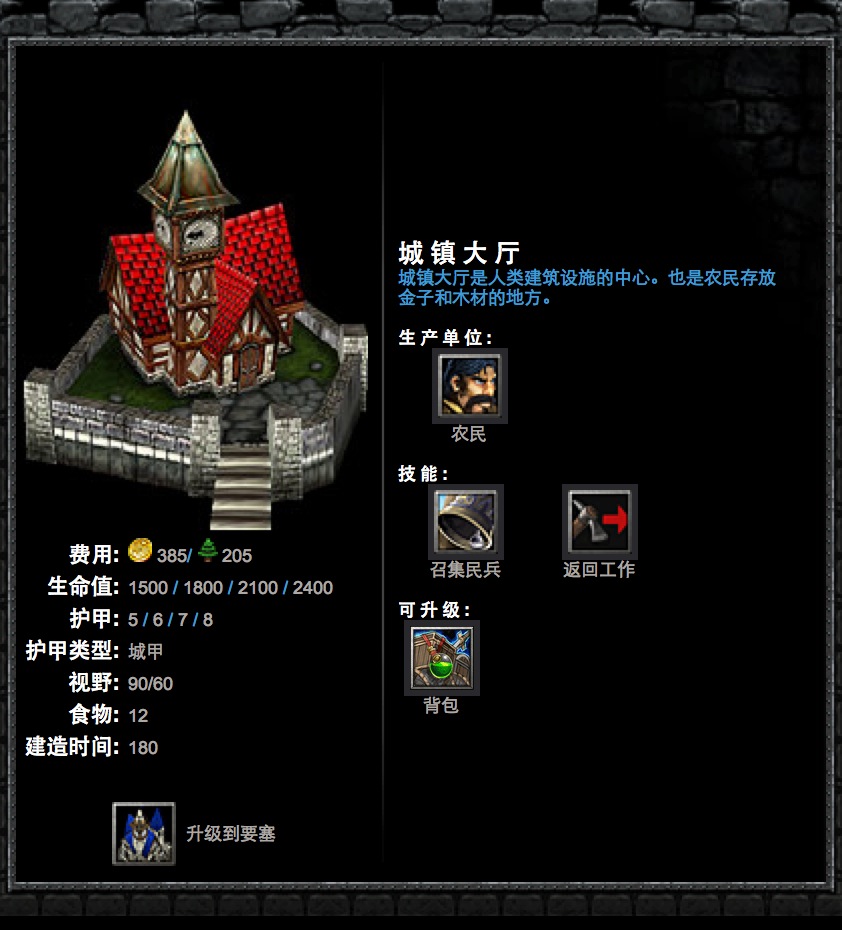 城镇大厅
城镇大厅是人类建筑设施的中心。也是农民存放
金子和木材的地方。
生产单位:
农民
技能:
召集民兵
返回工作
可升级:
背包
费用: 385/ 205
生命值: 1500 / 1800 / 2100 / 2400
护甲: 5 / 6 / 7 / 8
护甲类型: 城甲
视野: 90/60
食物: 12
建造时间: 180
升级到要塞